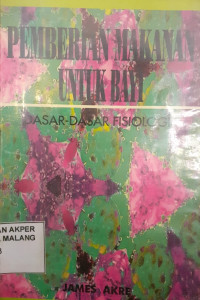 PEMBERIAN MAKANAN
UNTUK BAYI
DASAR-DASAR FISIOLOGI
AN AKPER
MALANG
JAMES AKRE